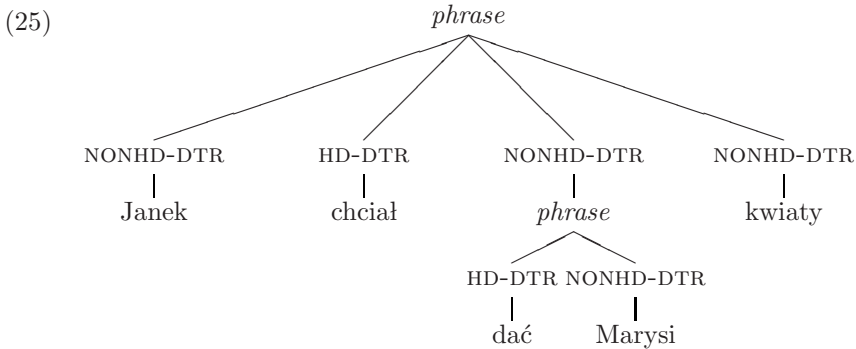 (25)
phrase
NONHD-DTR HD-DTR NONHD-DTR NONHD-DTR
Janek chciał phrase kwiaty
HD-DTR NONHD-DTR
dać Marysi